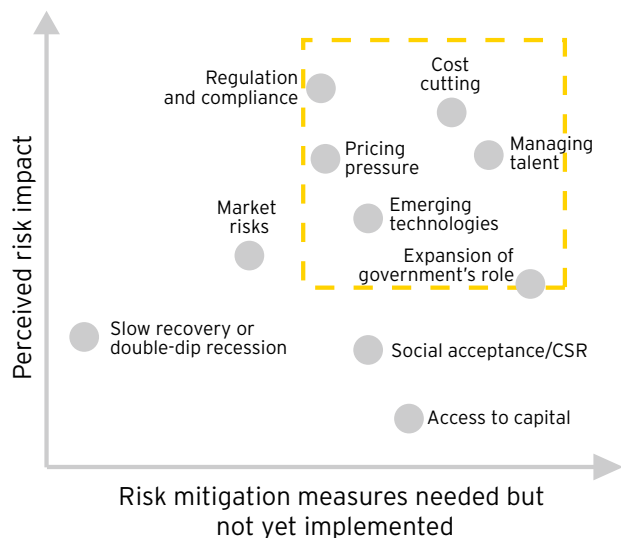 Cost
cutting
Regulation
and compliance
Managing
talent
Pricing
pressure
Emerging
technologies
Market
risks
Expansion of
government's role
Slow recovery or
double-dip recession
Social acceptance/CSR
Access to capital
Perceived risk impact
Risk mitigation measures needed but
not yet implemented